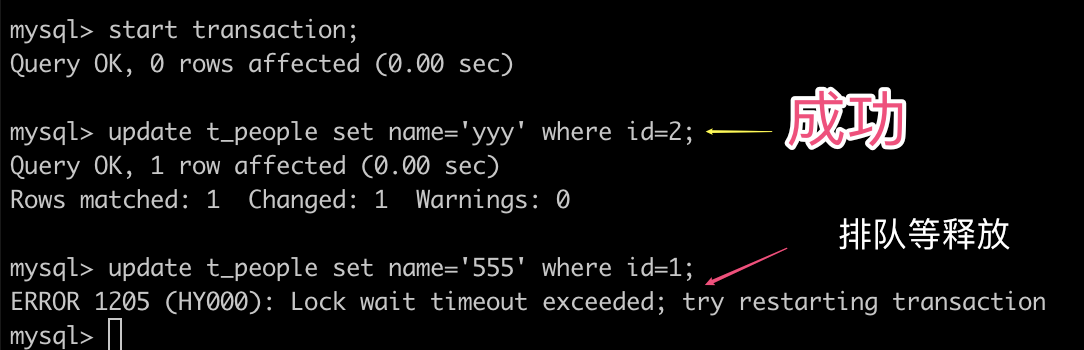 mysql> start transaction;
Query OK, 0 rows affected (0.00 sec)
mysql> update t_people set name='yyy' where id=2;
成功
Query OK, 1 row affected (0.00 sec)
Rows matched: 1  Changed: 1  Warnings: 0
排队等释放
mysql> update t_people set name='555' where id=1;
ERROR 1205 (HY000): Lock wait timeout exceeded; try restarting transaction
mysql>